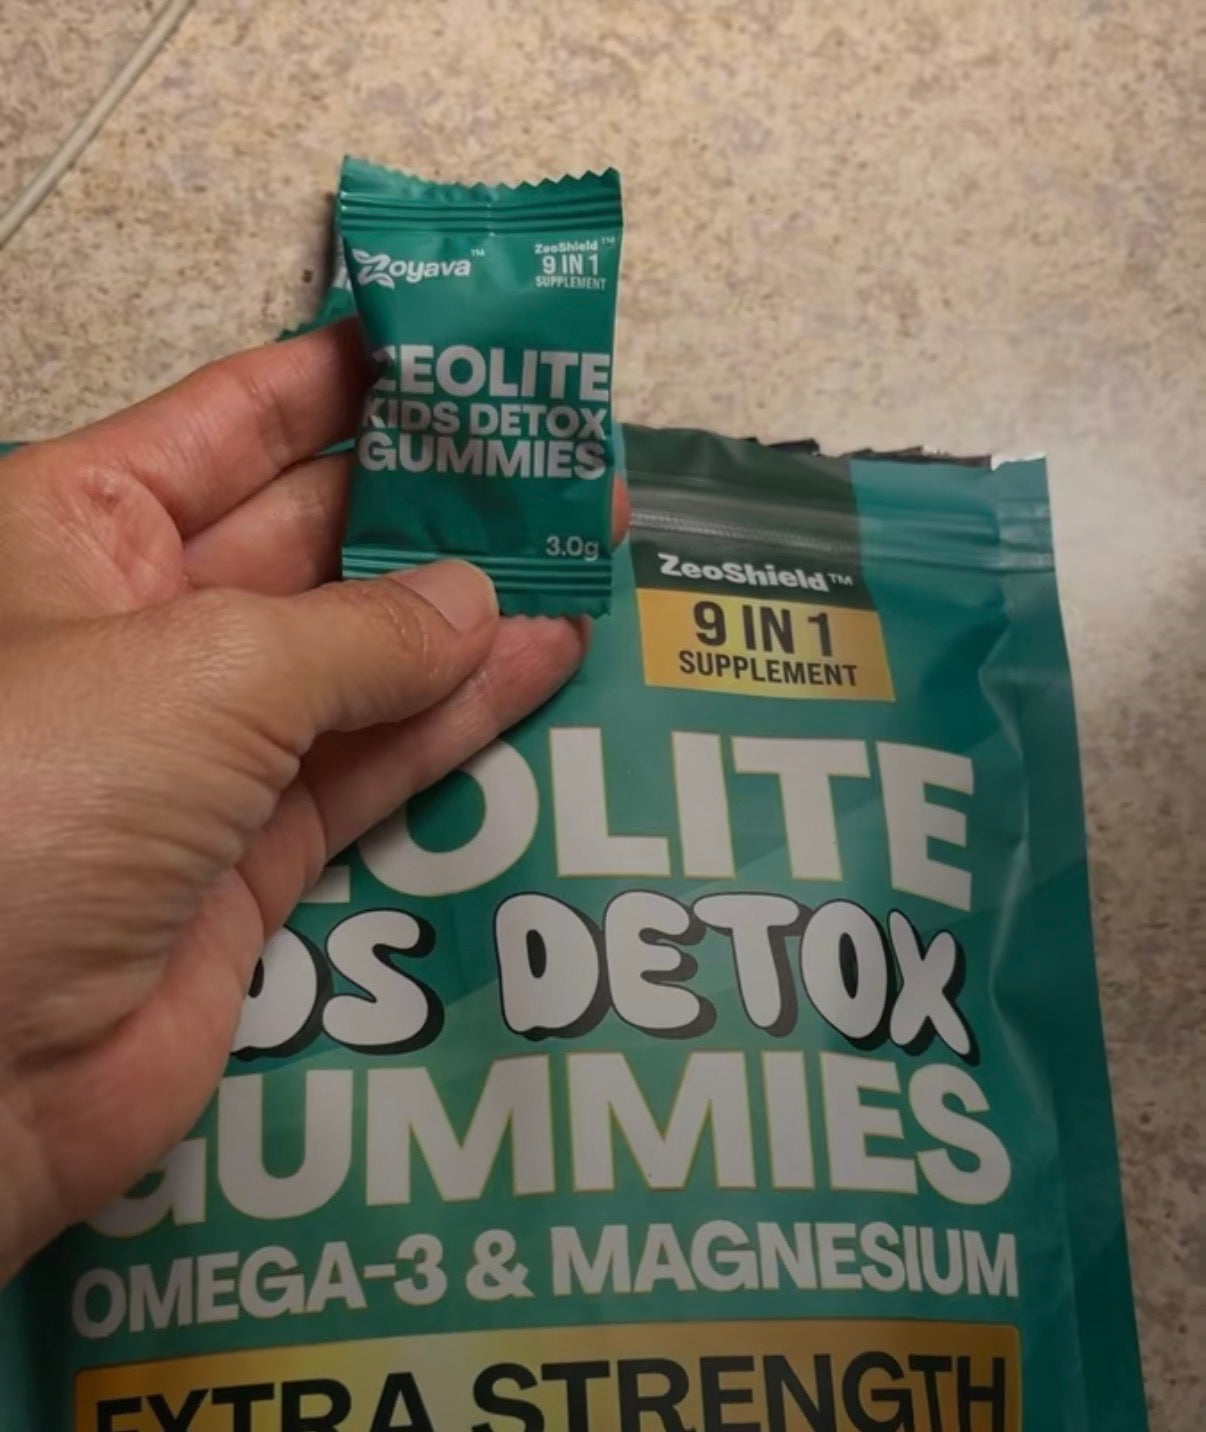 Zoyava™
ZeoShield™
9 IN 1
SUPPLEMENT
ZEOLITE
KIDS DETOX
GUMMIES
3.0g
ZeoShield™
9 IN 1
SUPPLEMENT
OLITE
DS DETOX
GUMMIES
OMEGA-3 & MAGNESIUM
EXTRA STRENGTH